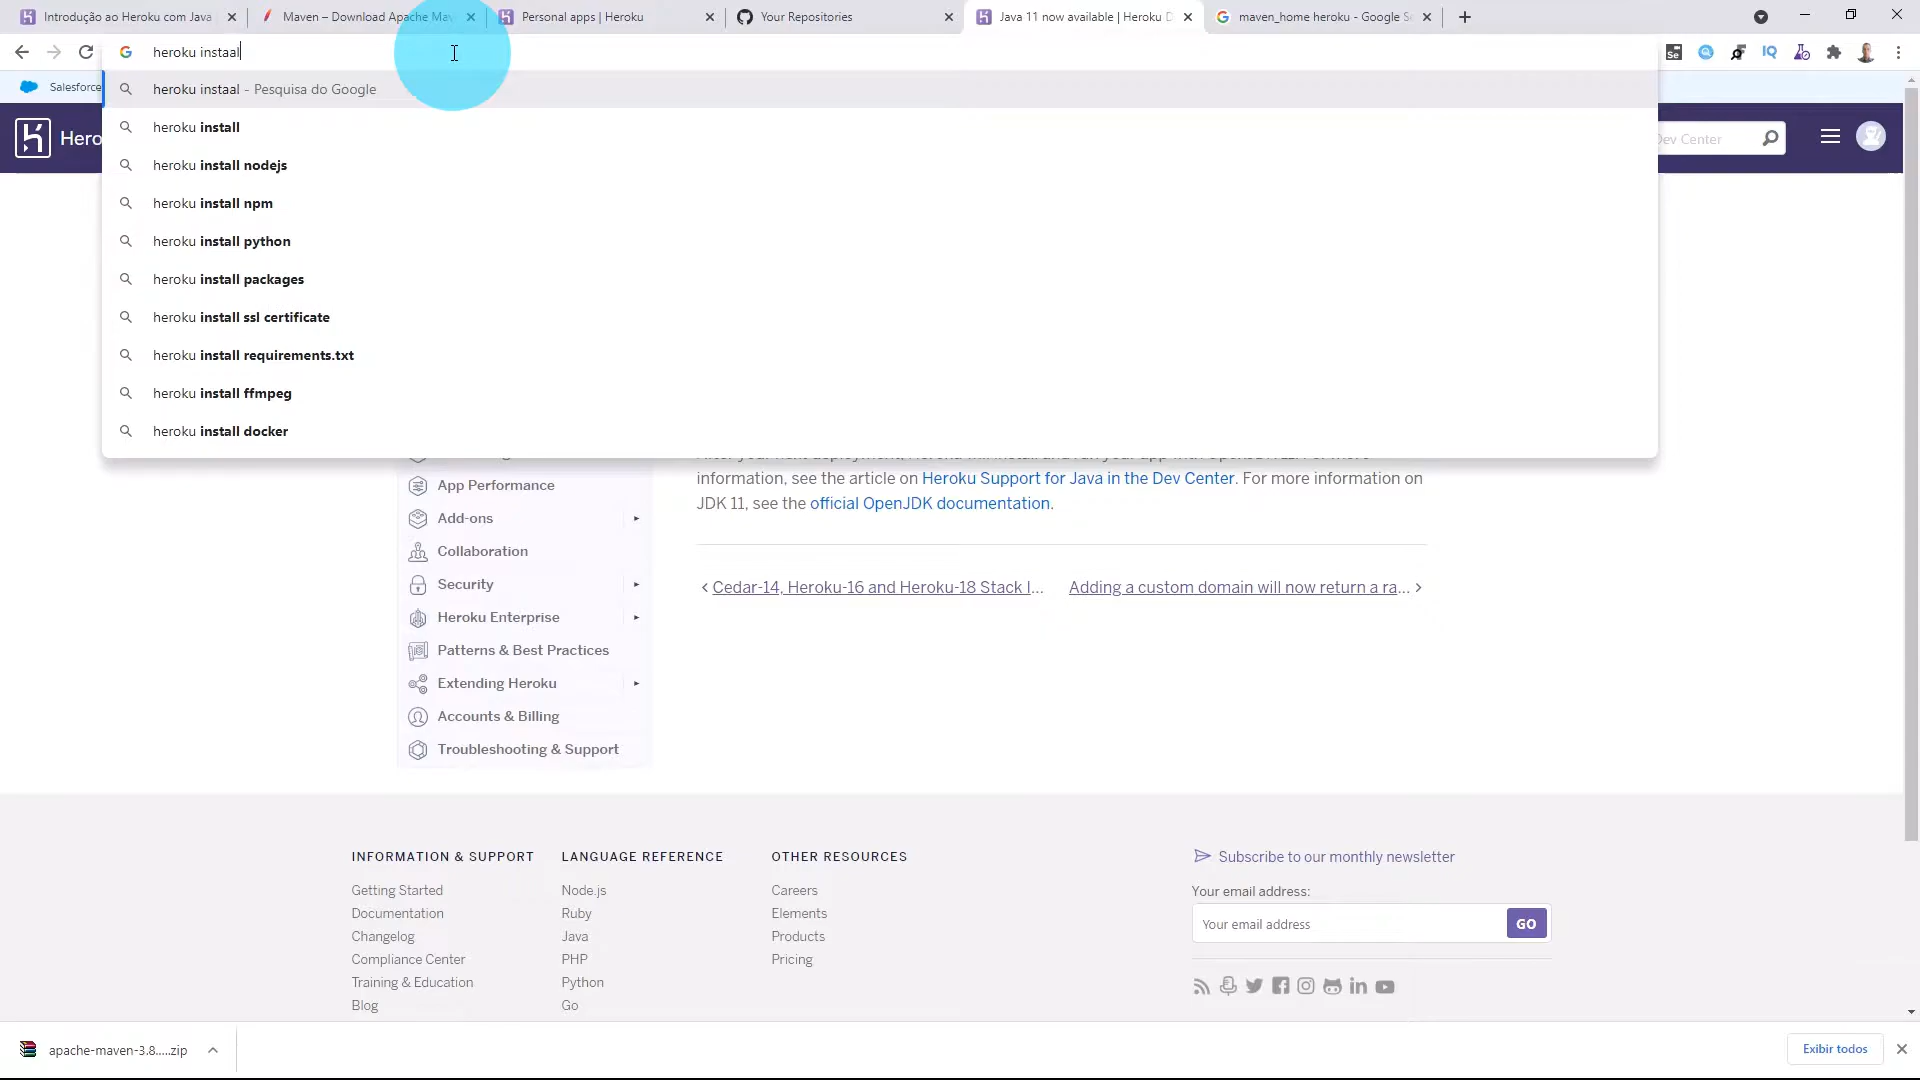 Introdução ao Heroku com Java
Maven – Download Apache Mav
Personal apps | Heroku
Your Repositories
Java 11 now available | Heroku D
maven_home heroku - Google Se
heroku instaal
Salesforce
heroku instaal - Pesquisa do Google
heroku install
heroku install nodejs
heroku install npm
heroku install python
heroku install packages
heroku install ssl certificate
heroku install requirements.txt
heroku install ffmpeg
heroku install docker
Hero
Dev Center
information, see the article on Heroku Support for Java in the Dev Center. For more information on
JDK 11, see the official OpenJDK documentation.
Cedar-14, Heroku-16 and Heroku-18 Stack I...
Adding a custom domain will now return a ra...
App Performance
Add-ons
Collaboration
Security
Heroku Enterprise
Patterns & Best Practices
Extending Heroku
Accounts & Billing
Troubleshooting & Support
INFORMATION & SUPPORT
Getting Started
Documentation
Changelog
Compliance Center
Training & Education
Blog
LANGUAGE REFERENCE
Node.js
Ruby
Java
PHP
Python
Go
OTHER RESOURCES
Careers
Elements
Products
Pricing
Subscribe to our monthly newsletter
Your email address:
Your email address
GO
apache-maven-3.8.....zip
Exibir todos